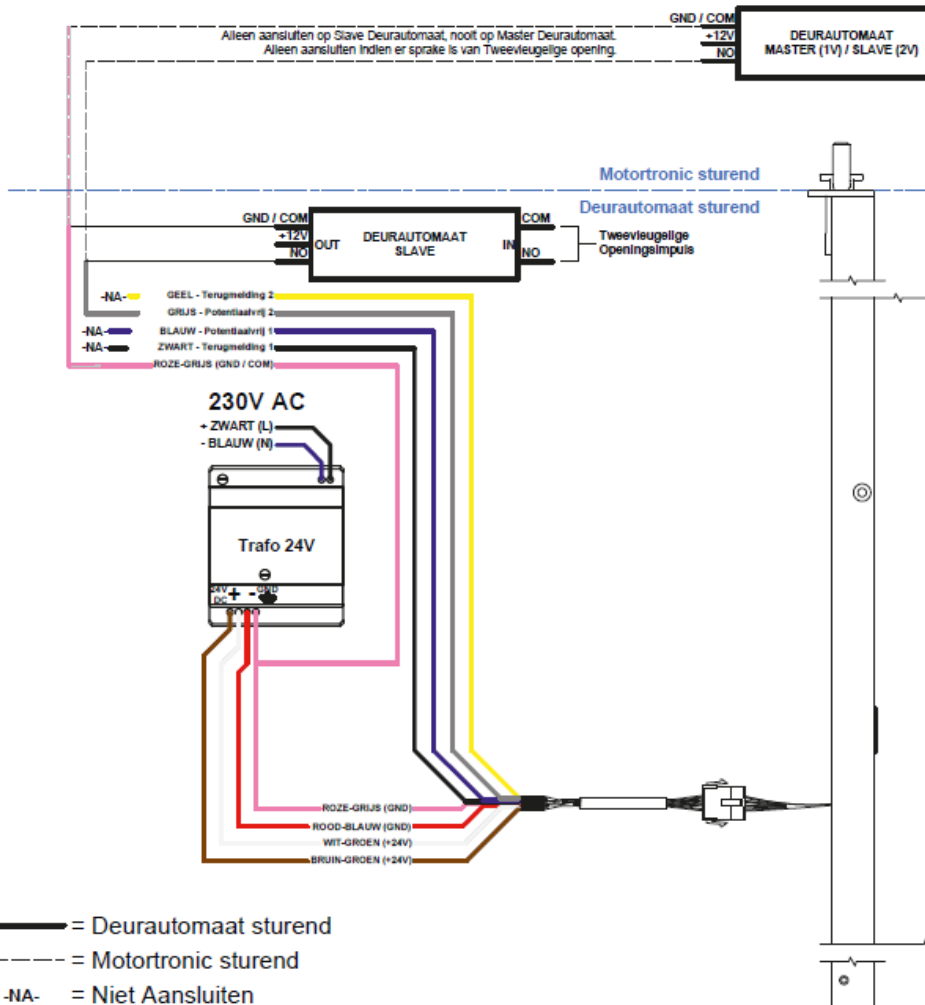 GND / COM
Alleen aansluiten op Slave Deurautomaat, nooit op Master Deurautomaat.
+12V
Alleen aansluiten indien er sprake is van Tweevleugelige opening.
NO
DEURAUTOMAAT
MASTER (1V) / SLAVE (2V)
Motortronic sturend
Deurautomaat sturend
GND / COM
+12V
NO
OUT
DEURAUTOMAAT
SLAVE
IN
COM
NO
Tweevleugelige
Openingsimpuls
-NA-
GEEL - Terugmelding 2
GRIJS - Potentiaalvrij 2
-NA-
BLAUW - Potentiaalvrij 1
-NA-
ZWART - Terugmelding 1
ROZE-GRIJS (GND / COM)
230V AC
+ ZWART (L)
- BLAUW (N)
Trafo 24V
24V
DC
+
-
GND
ROZE-GRIJS (GND)
ROOD-BLAUW (GND)
WIT-GROEN (+24V)
BRUIN-GROEN (+24V)
= Deurautomaat sturend
= Motortronic sturend
-NA- = Niet Aansluiten